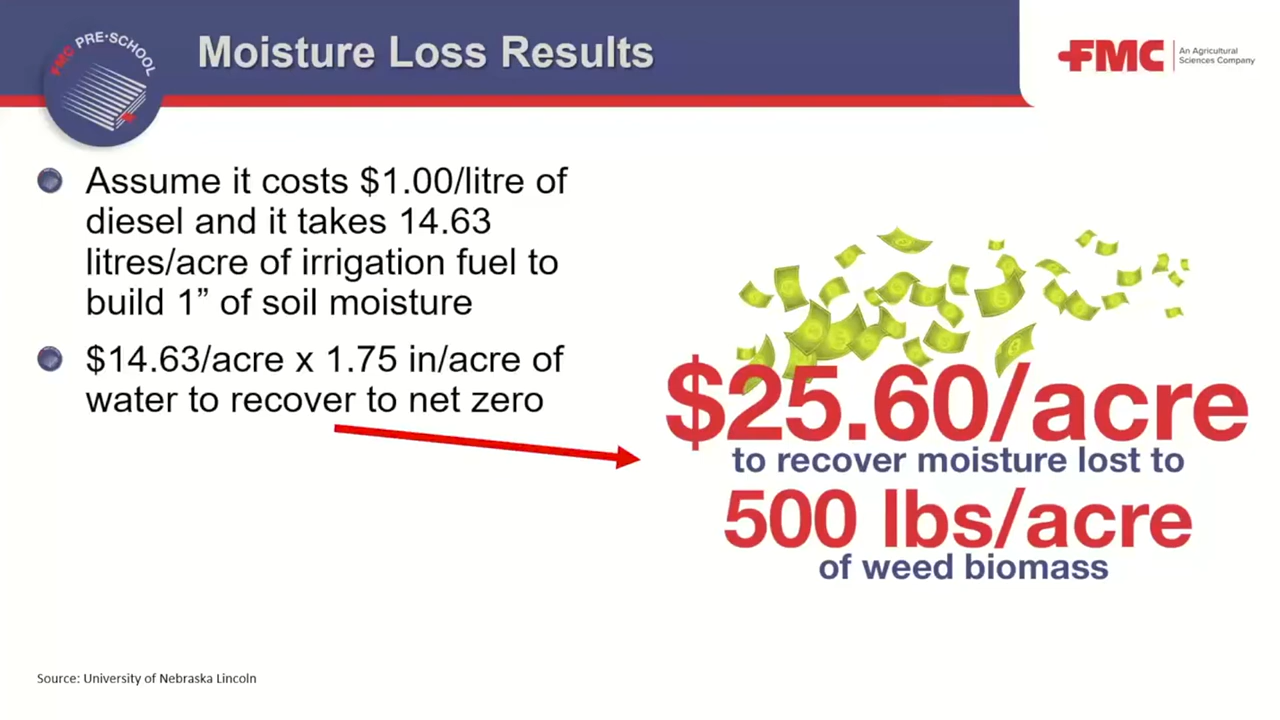 FMC PRE•SCHOOL
Moisture Loss Results
FMC
An Agricultural
Sciences Company
Assume it costs $1.00/litre of
diesel and it takes 14.63
litres/acre of irrigation fuel to
build 1” of soil moisture
$14.63/acre x 1.75 in/acre of
water to recover to net zero
$25.60/acre
to recover moisture lost to
500 lbs/acre
of weed biomass
Source: University of Nebraska Lincoln